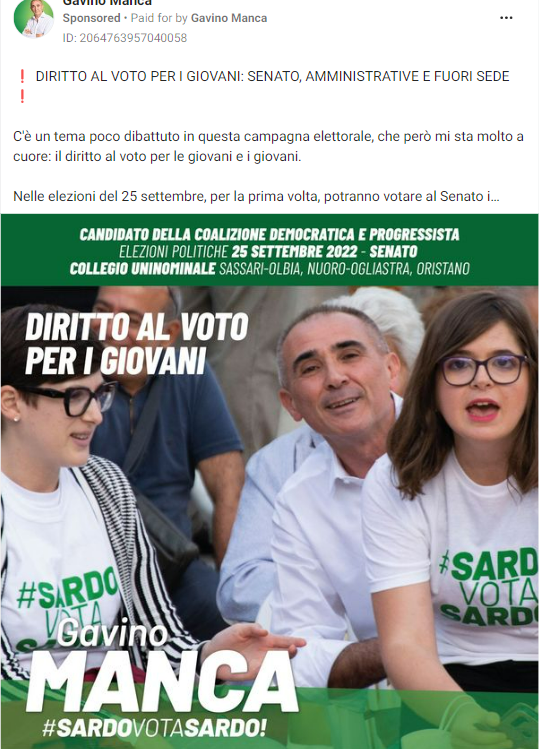 Gavino Manca
Sponsored • Paid for by Gavino Manca
ID: 2064763957040058
❗ DIRITTO AL VOTO PER I GIOVANI: SENATO, AMMINISTRATIVE E FUORI SEDE
❗
C'è un tema poco dibattuto in questa campagna elettorale, che però mi sta molto a
cuore: il diritto al voto per le giovani e i giovani.
Nelle elezioni del 25 settembre, per la prima volta, potranno votare al Senato i…
CANDIDATO DELLA COALIZIONE DEMOCRATICA E PROGRESSISTA
ELEZIONI POLITICHE 25 SETTEMBRE 2022 - SENATO
COLLEGIO UNINOMINALE SASSARI-OLBIA, NUORO-OGLIASTRA, ORISTANO
DIRITTO AL VOTO
PER I GIOVANI
#SARDO
VOTA
#SARD
VOTA
SARDO
Gavino
MANCA
#SARDOVOTASARDO!